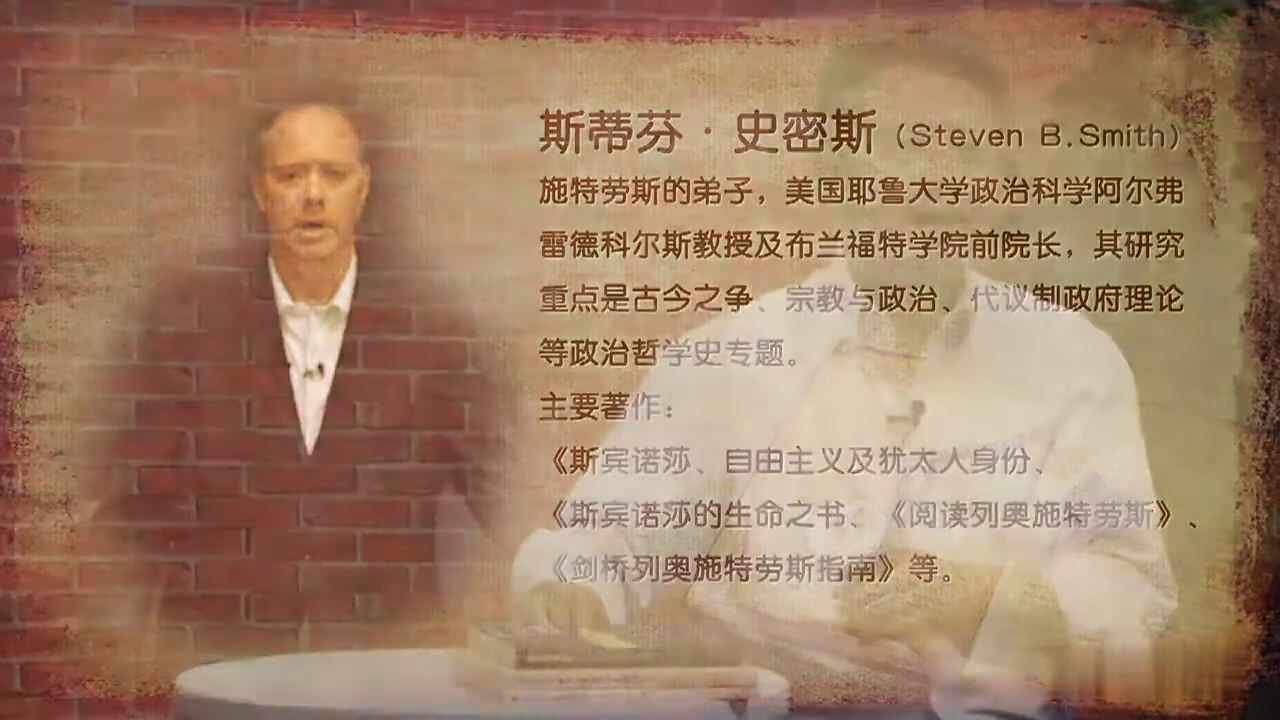 斯蒂芬·史密斯（Steven B.Smith）
施特劳斯的弟子，美国耶鲁大学政治科学阿尔弗
雷德科尔斯教授及布兰福特学院前院长，其研究
重点是古今之争、宗教与政治、代议制政府理论
等政治哲学史专题。
主要著作：
《斯宾诺莎、自由主义及犹太人身份、
《斯宾诺莎的生命之书、《阅读列奥施特劳斯》、
《剑桥列奥施特劳斯指南》等。